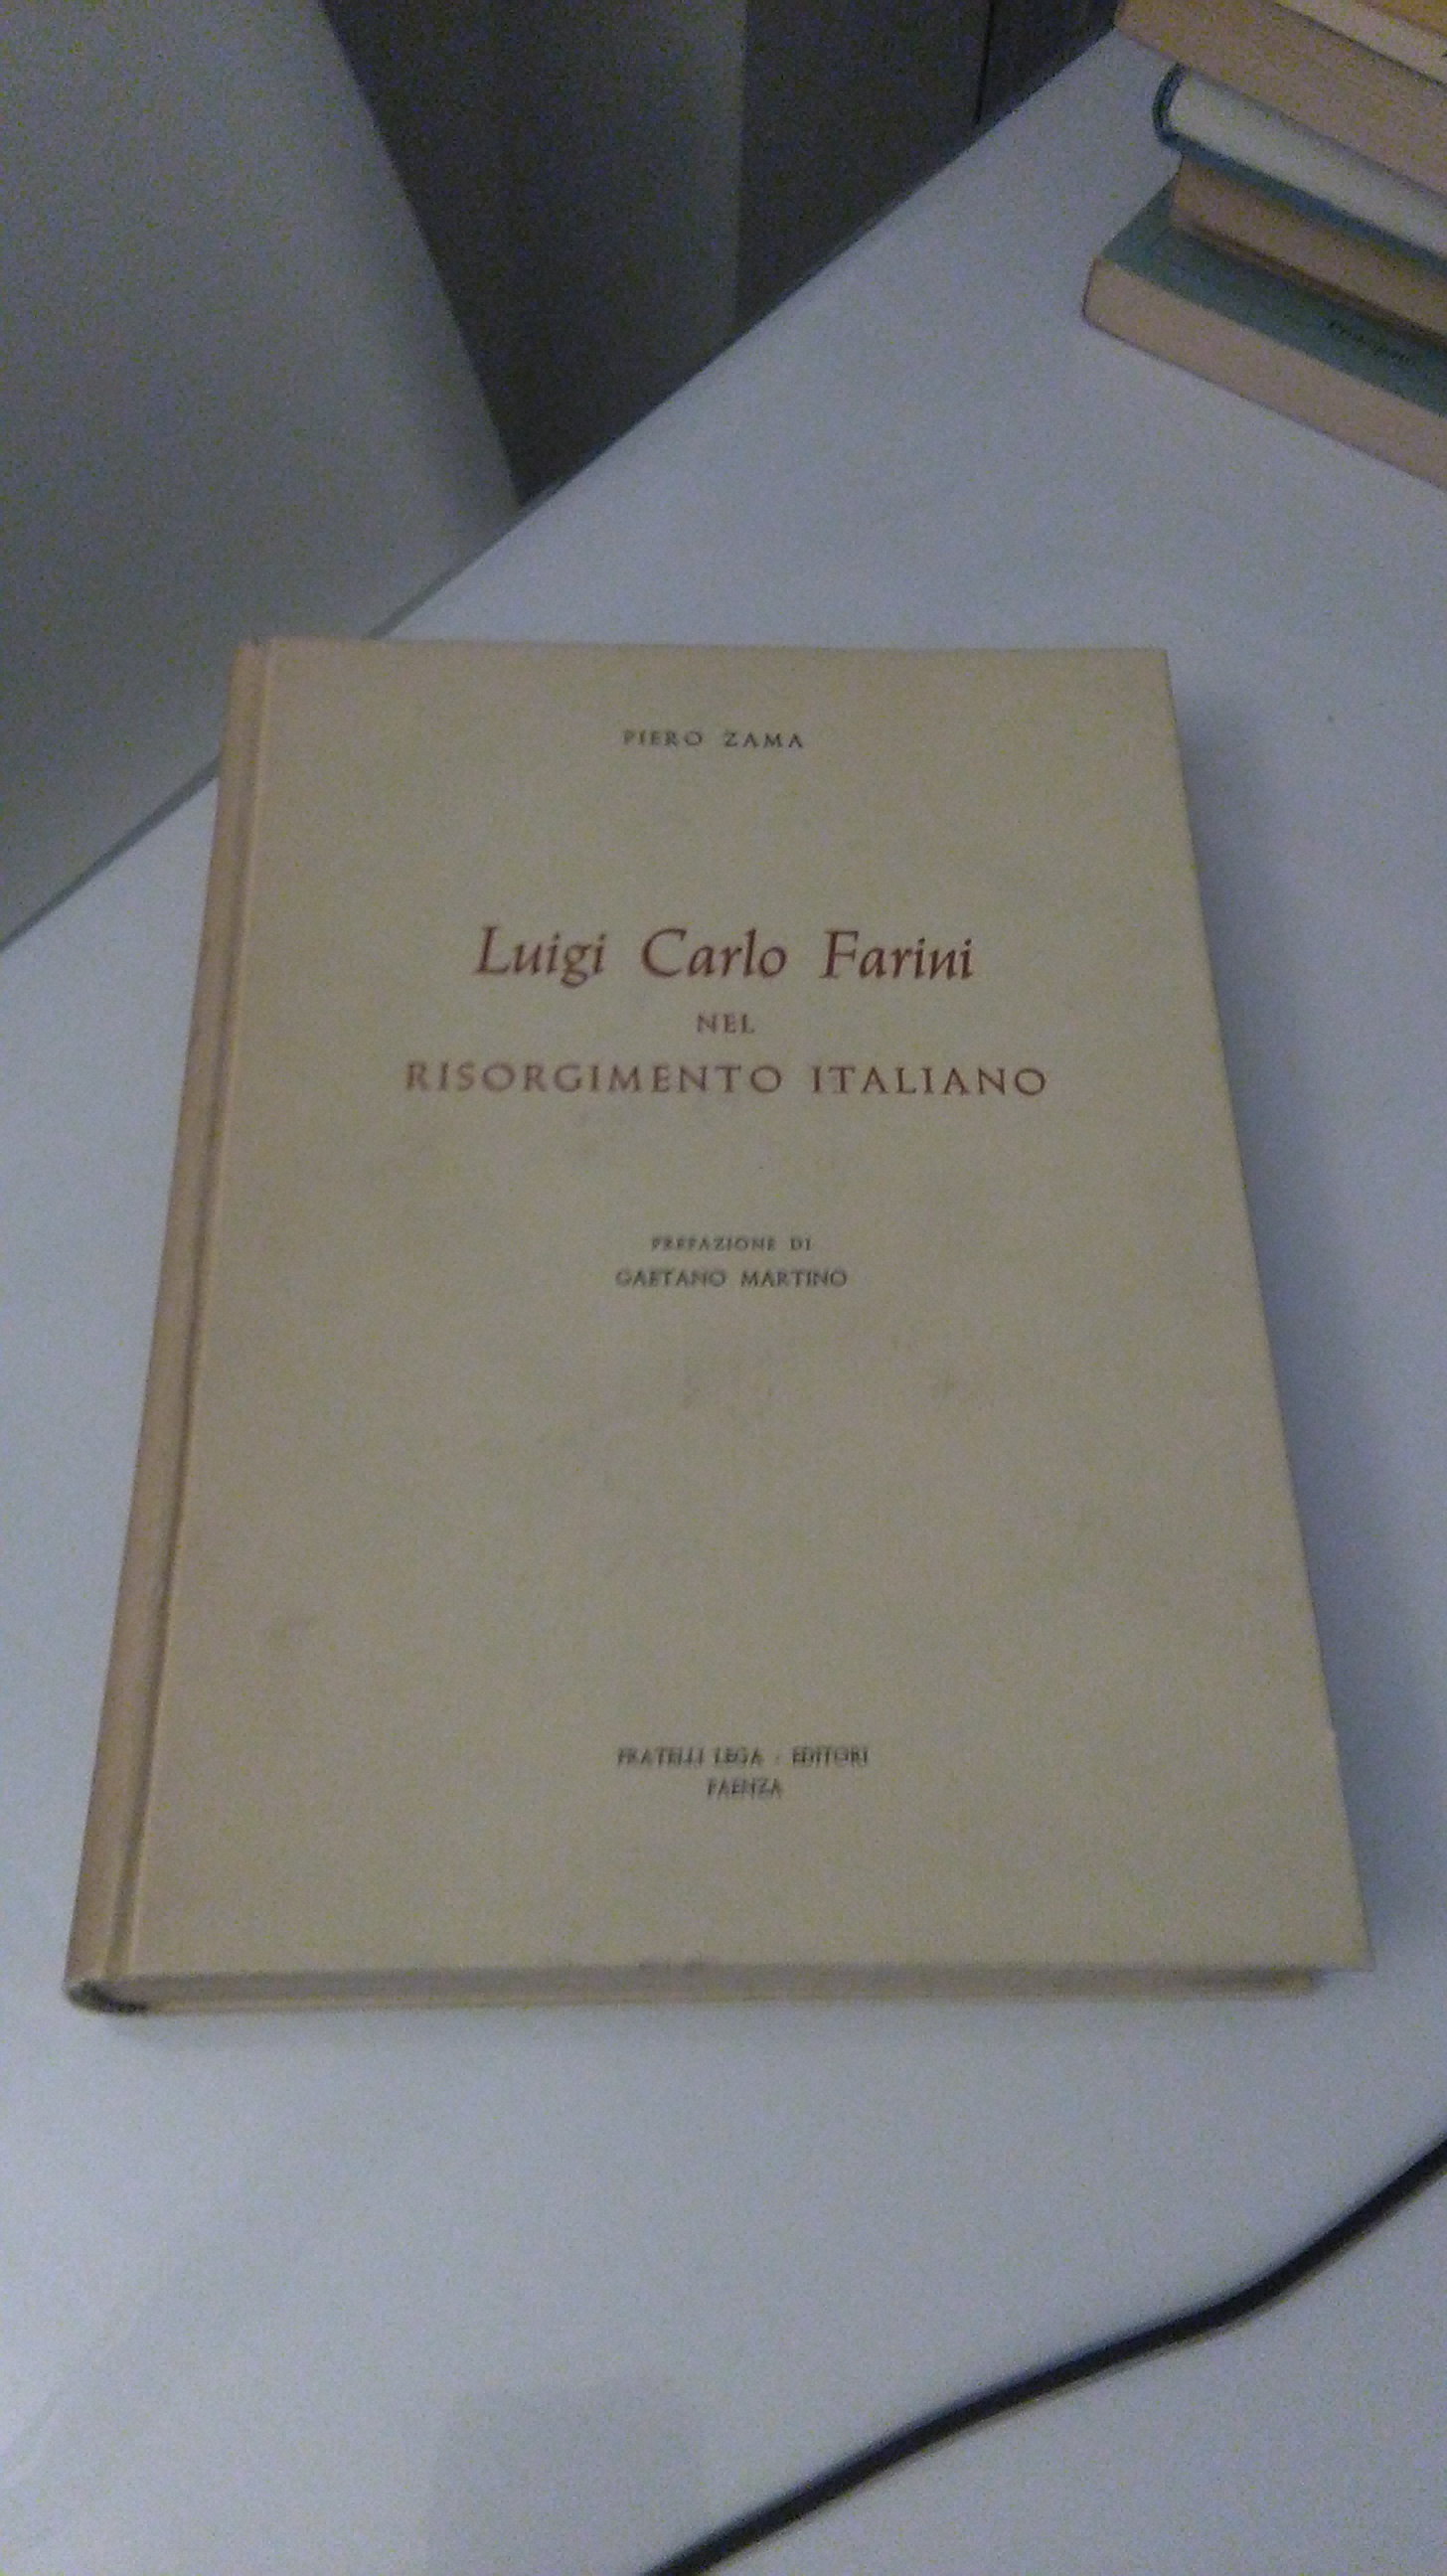 PIERO ZAMA
Luigi Carlo Farini
NEL
RISORGIMENTO ITALIANO
PREFAZIONE DI
GAETANO MARTINO
FRATELLI LEGA - EDITORI
FAENZA